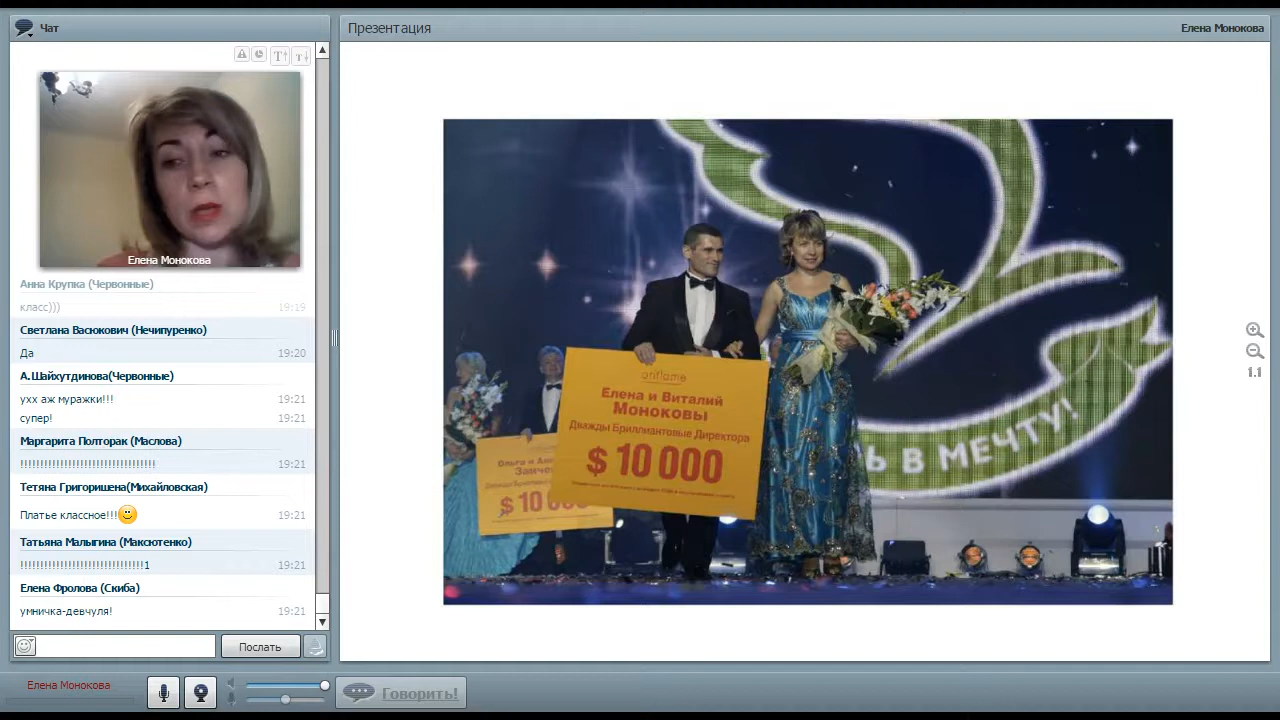 Чат
Презентация
Елена Монокова
T T
Елена Монокова
Анна Крупка (Червонные)
класс))) 19:19
Светлана Васюкович (Нечипуренко)
Да 19:20
А.Шайхутдинова(Червонные)
ухх аж муражки!!! 19:21
супер! 19:21
Маргарита Полторак (Маслова)
!!!!!!!!!!!!!!!!!!!!!!!!!!!!!!!!!! 19:21
Тетяна Григоришена(Михайловская)
Платье классное!!! 19:21
Татьяна Малыгина (Максютенко)
!!!!!!!!!!!!!!!!!!!!!!!!!!!!!!!1 19:21
Елена Фролова (Скиба)
умничка-девчуля! 19:21
Послать
Елена Монокова
Говорить!
oriflame
Елена и Виталий
Моноковы
Дважды Бриллиантовые Директора
$ 10 000
Ольга и
$ 10 000
Ь В МЕЧТУ!
1.1